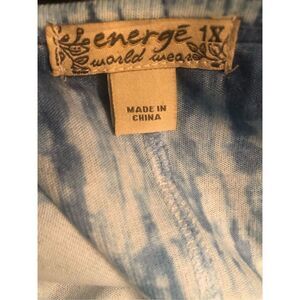 energé 1X
world wear
MADE IN
CHINA